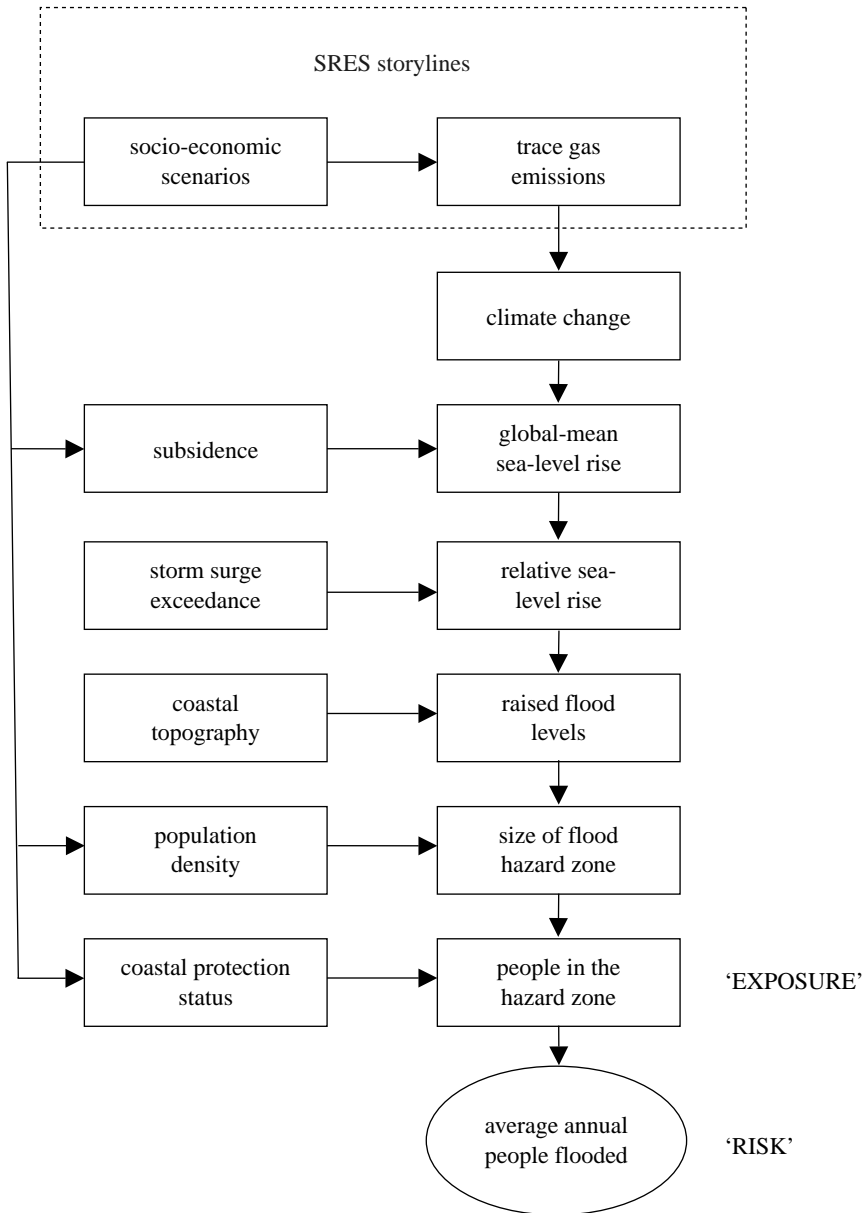 SRES storylines
socio-economic
scenarios
trace gas
emissions
climate change
subsidence
global-mean
sea-level rise
storm surge
exceedance
relative sea-
level rise
coastal
topography
raised flood
levels
population
density
size of flood
hazard zone
coastal protection
status
people in the
hazard zone
‘EXPOSURE’
average annual
people flooded
‘RISK’